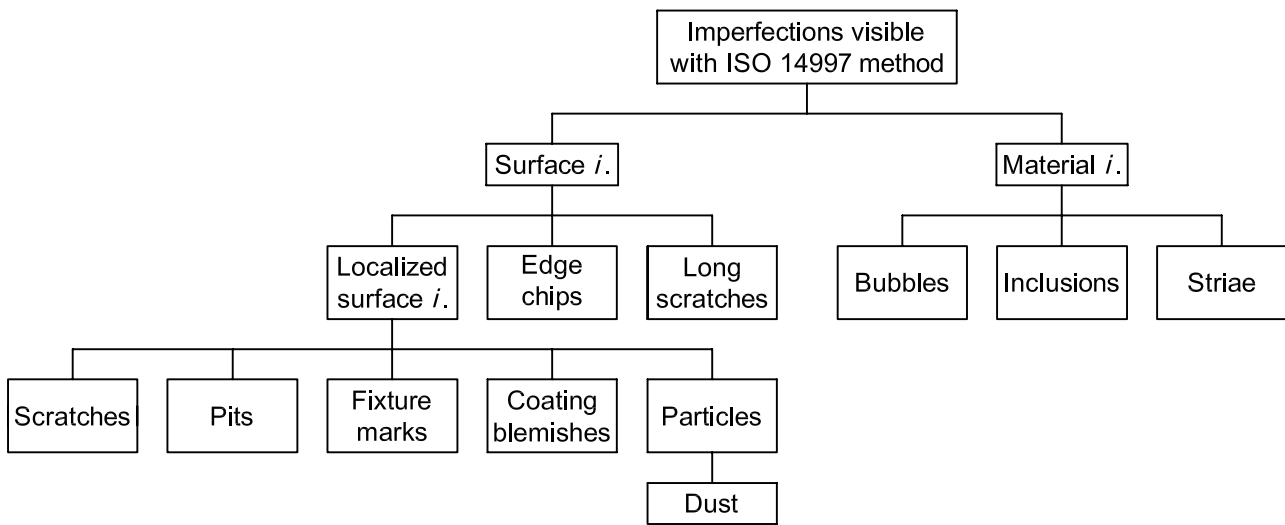 Imperfections visible
with ISO 14997 method
Surface i.
Material i.
Localized
surface i.
Edge
chips
Long
scratches
Bubbles
Inclusions
Striae
Scratches
Pits
Fixture
marks
Coating
blemishes
Particles
Dust